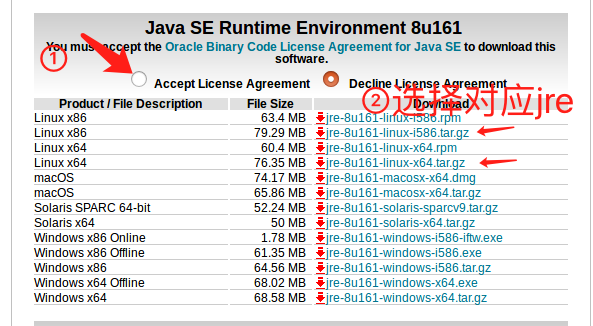 Java SE Runtime Environment 8u161
You must accept the Oracle Binary Code License Agreement for Java SE to download this
software.
①
Accept License Agreement Decline License Agreement
②选择对应jre
Product / File Description File Size Download
Linux x86 63.4 MB jre-8u161-linux-i586.rpm
Linux x86 79.29 MB jre-8u161-linux-i586.tar.gz
Linux x64 60.4 MB jre-8u161-linux-x64.rpm
Linux x64 76.35 MB jre-8u161-linux-x64.tar.gz
macOS 74.17 MB jre-8u161-macosx-x64.dmg
macOS 65.86 MB jre-8u161-macosx-x64.tar.gz
Solaris SPARC 64-bit 52.24 MB jre-8u161-solaris-sparcv9.tar.gz
Solaris x64 50 MB jre-8u161-solaris-x64.tar.gz
Windows x86 Online 1.78 MB jre-8u161-windows-i586-iftw.exe
Windows x86 Offline 61.35 MB jre-8u161-windows-i586.exe
Windows x86 64.56 MB jre-8u161-windows-i586.tar.gz
Windows x64 Offline 68.02 MB jre-8u161-windows-x64.exe
Windows x64 68.58 MB jre-8u161-windows-x64.tar.gz